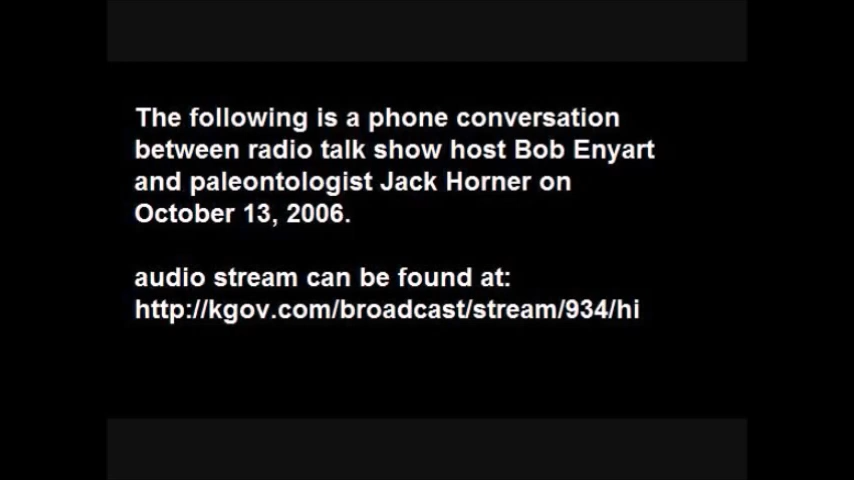 The following is a phone conversation
between radio talk show host Bob Enyart
and paleontologist Jack Horner on
October 13, 2006.
audio stream can be found at:
http://kgov.com/broadcast/stream/934/hi